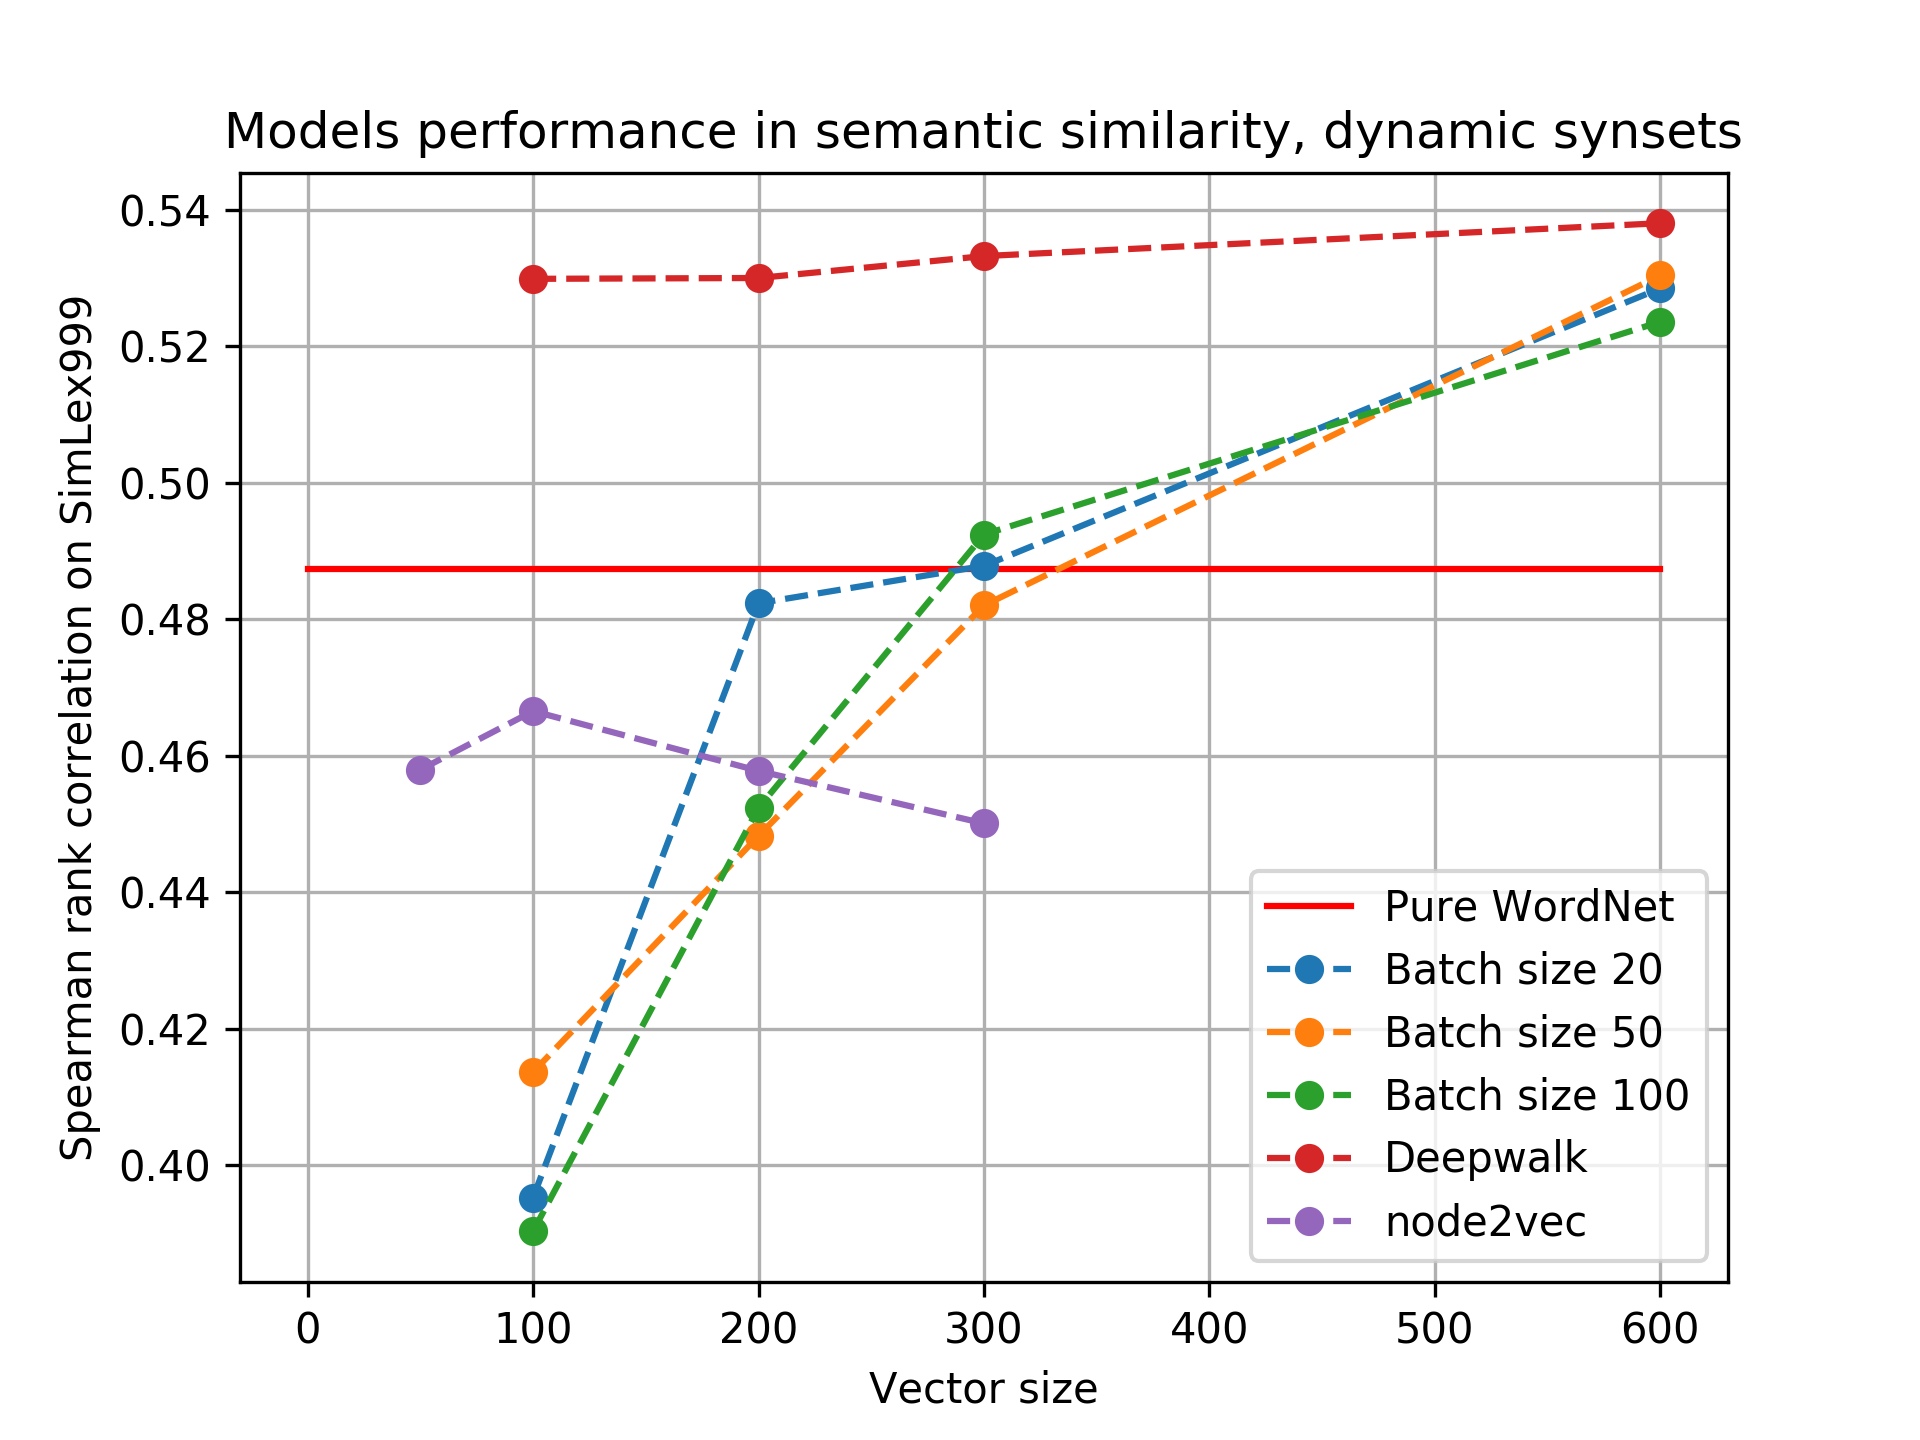 Models performance in semantic similarity, dynamic synsets
Spearman rank correlation on SimLex999
0.54
0.52
0.50
0.48
0.46
0.44
0.42
0.40
Pure WordNet
Batch size 20
Batch size 50
Batch size 100
Deepwalk
node2vec
0 100 200 300 400 500 600
Vector size